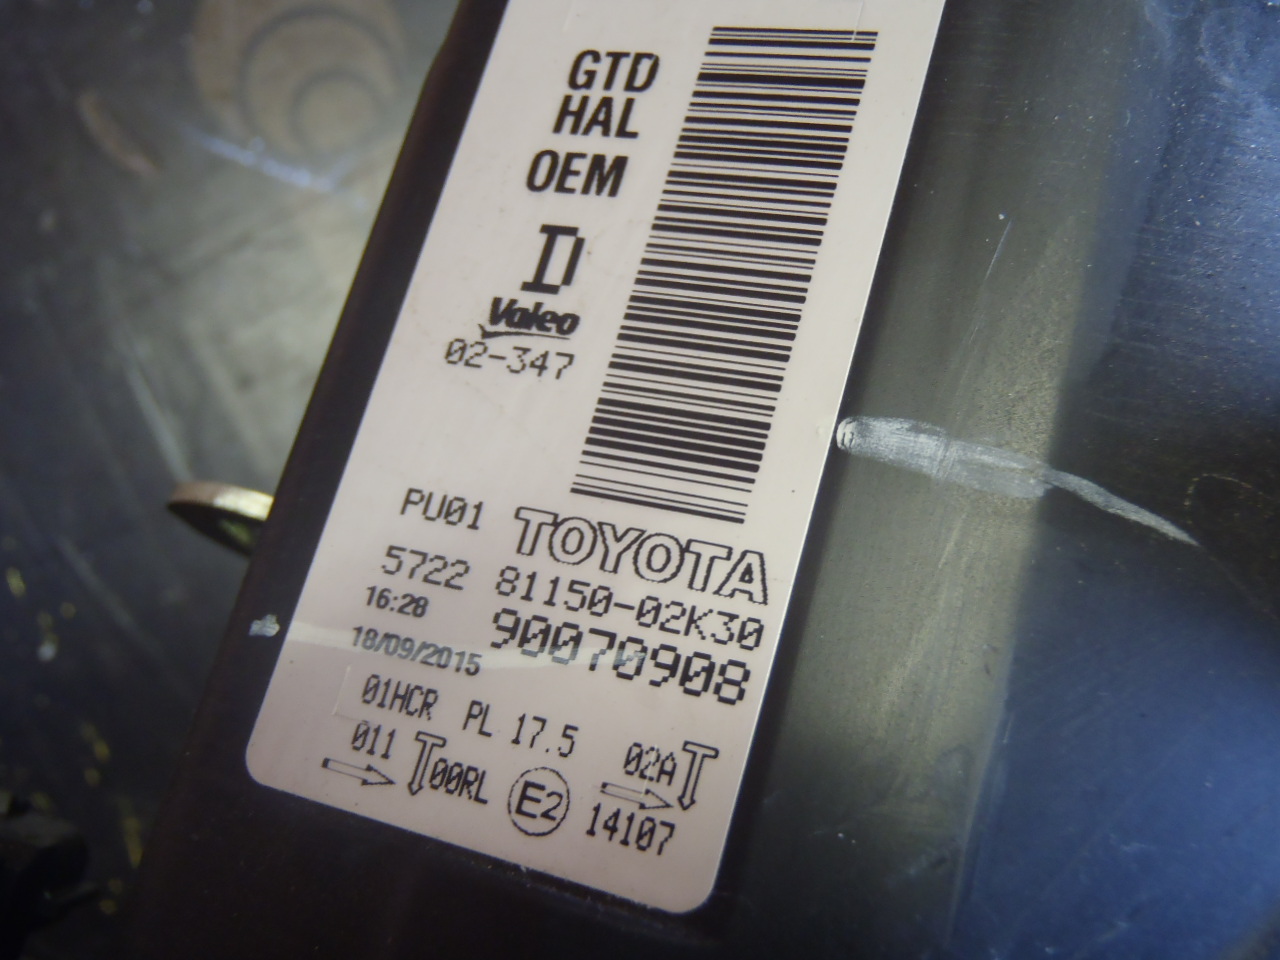 GTD
HAL
OEM
D
Valeo
02-347
PU01 TOYOTA
5722 81150-02K30
16:28 90070908
18/09/2015
01HCR PL 17.5 02A
011 00RL E2 14107